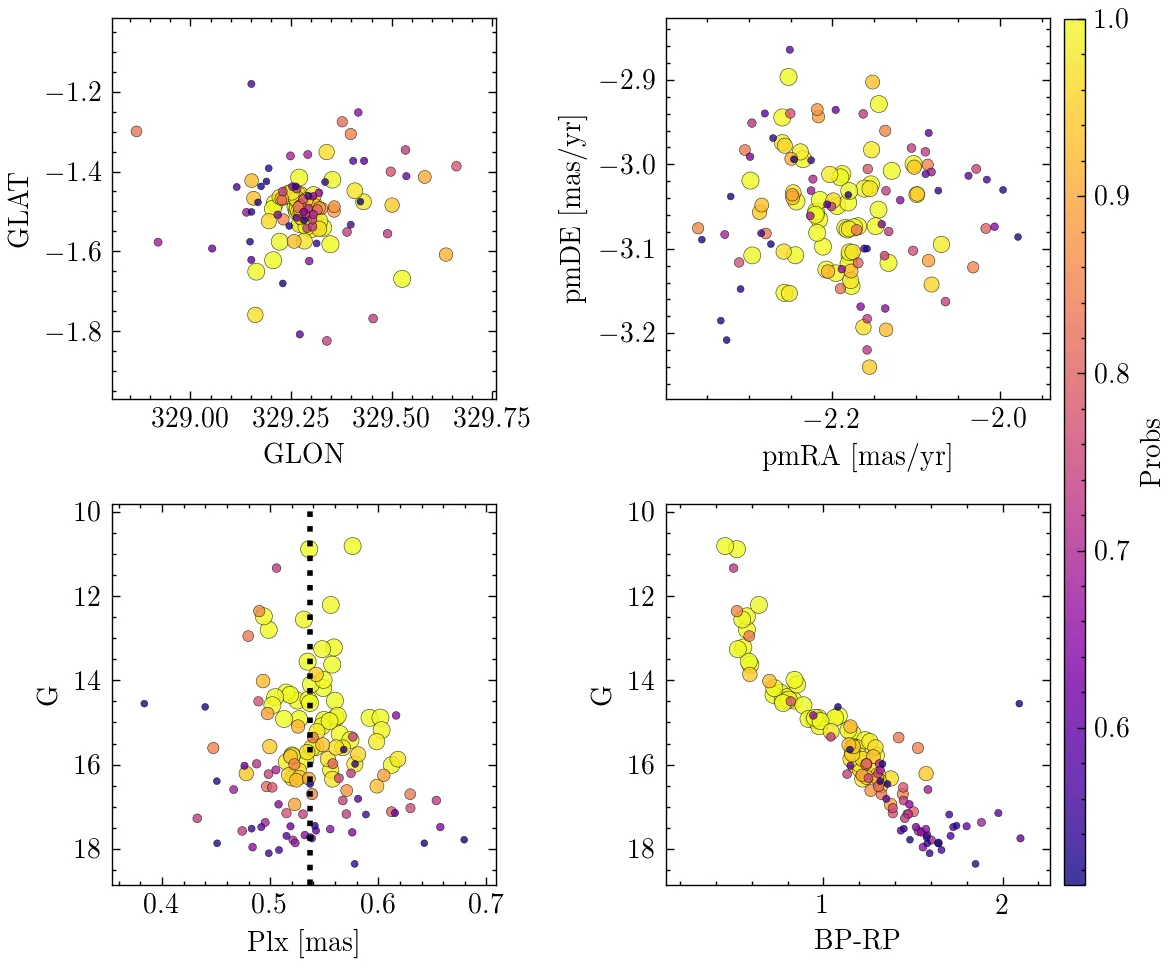 −1.2
−1.4
−1.6
−1.8
GLAT
329.00 329.25 329.50 329.75
GLON
−2.9
−3.0
−3.1
−3.2
pmDE [mas/yr]
−2.2 −2.0
pmRA [mas/yr]
10
12
14
16
18
G
0.4 0.5 0.6 0.7
Plx [mas]
10
12
14
16
18
G
1 2
BP-RP
1.0
0.9
0.8
0.7
0.6
Probs